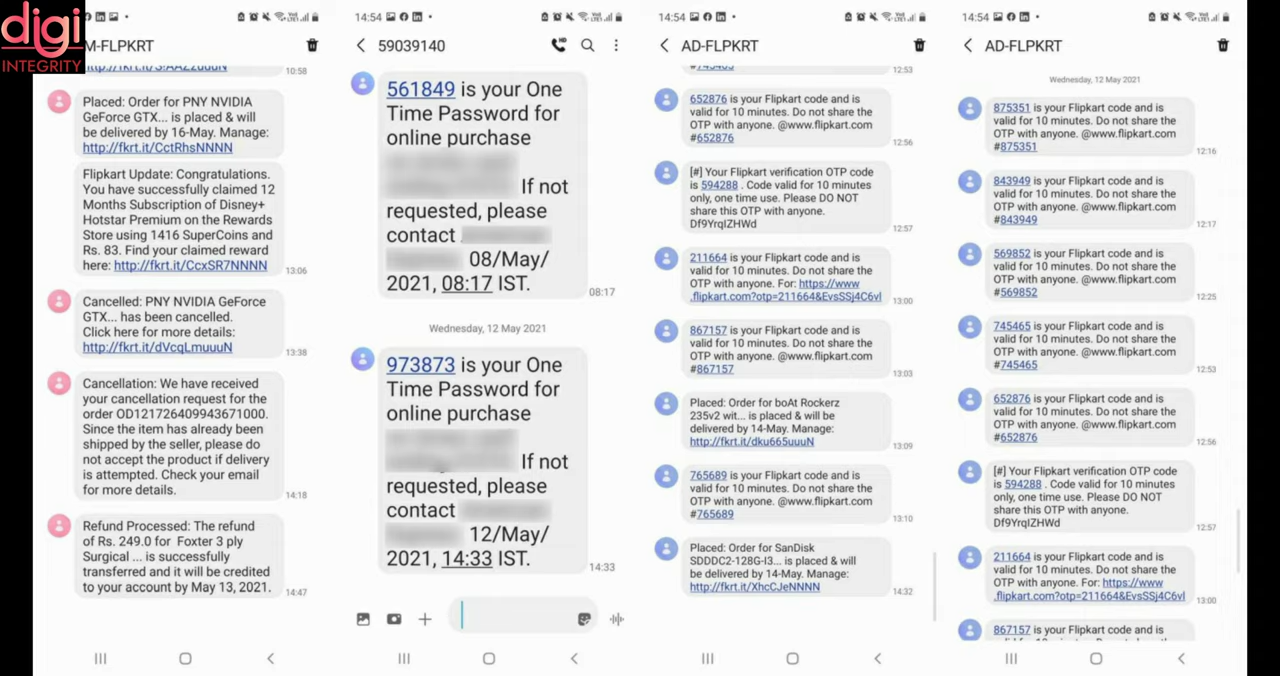 digi
INTEGRITY
M-FLPKRT
10:58
Placed: Order for PNY NVIDIA
GeForce GTX... is placed & will
be delivered by 16-May. Manage:
http://fkrt.it/CctRhsNNNN
Flipkart Update: Congratulations.
You have successfully claimed 12
Months Subscription of Disney+
Hotstar Premium on the Rewards
Store using 1416 SuperCoins and
Rs. 83. Find your claimed reward
here: http://fkrt.it/CcxSR7NNNN
13:06
Cancelled: PNY NVIDIA GeForce
GTX... has been cancelled.
Click here for more details:
http://fkrt.it/dVcqLmuuuN
13:38
Cancellation: We have received
your cancellation request for the
order OD121726409943671000.
Since the item has already been
shipped by the seller, please do
not accept the product if delivery
is attempted. Check your email
for more details.
14:18
Refund Processed: The refund
of Rs. 249.0 for Foxter 3 ply
Surgical ... is successfully
transferred and it will be credited
to your account by May 13, 2021.
14:47
14:54
59039140
561849 is your One
Time Password for
online purchase
If not
requested, please
contact
08/May/
2021, 08:17 IST.
08:17
Wednesday, 12 May 2021
973873 is your One
Time Password for
online purchase
If not
requested, please
contact
12/May/
2021, 14:33 IST.
14:33
14:54
AD-FLPKRT
#745465
12:53
652876 is your Flipkart code and is
valid for 10 minutes. Do not share the
OTP with anyone. @www.flipkart.com
#652876
12:56
[#] Your Flipkart verification OTP code
is 594288 . Code valid for 10 minutes
only, one time use. Please DO NOT
share this OTP with anyone.
Df9YrqIZHWd
12:57
211664 is your Flipkart code and is
valid for 10 minutes. Do not share the
OTP with anyone. For: https://www
.flipkart.com?otp=211664&EvsSSj4C6vl
13:00
867157 is your Flipkart code and is
valid for 10 minutes. Do not share the
OTP with anyone. @www.flipkart.com
#867157
13:03
Placed: Order for boAt Rockerz
235v2 wit... is placed & will be
delivered by 14-May. Manage:
http://fkrt.it/dku665uuuN
13:09
765689 is your Flipkart code and is
valid for 10 minutes. Do not share the
OTP with anyone. @www.flipkart.com
#765689
13:10
Placed: Order for SanDisk
SDDDC2-128G-I3... is placed & will
be delivered by 14-May. Manage:
http://fkrt.it/XhcCJeNNNN
14:32
14:54
AD-FLPKRT
Wednesday, 12 May 2021
875351 is your Flipkart code and is
valid for 10 minutes. Do not share the
OTP with anyone. @www.flipkart.com
#875351
12:16
843949 is your Flipkart code and is
valid for 10 minutes. Do not share the
OTP with anyone. @www.flipkart.com
#843949
12:17
569852 is your Flipkart code and is
valid for 10 minutes. Do not share the
OTP with anyone. @www.flipkart.com
#569852
12:25
745465 is your Flipkart code and is
valid for 10 minutes. Do not share the
OTP with anyone. @www.flipkart.com
#745465
12:53
652876 is your Flipkart code and is
valid for 10 minutes. Do not share the
OTP with anyone. @www.flipkart.com
#652876
12:56
[#] Your Flipkart verification OTP code
is 594288 . Code valid for 10 minutes
only, one time use. Please DO NOT
share this OTP with anyone.
Df9YrqIZHWd
12:57
211664 is your Flipkart code and is
valid for 10 minutes. Do not share the
OTP with anyone. For: https://www
.flipkart.com?otp=211664&EvsSSj4C6vl
13:00
867157 is your Flipkart code and is